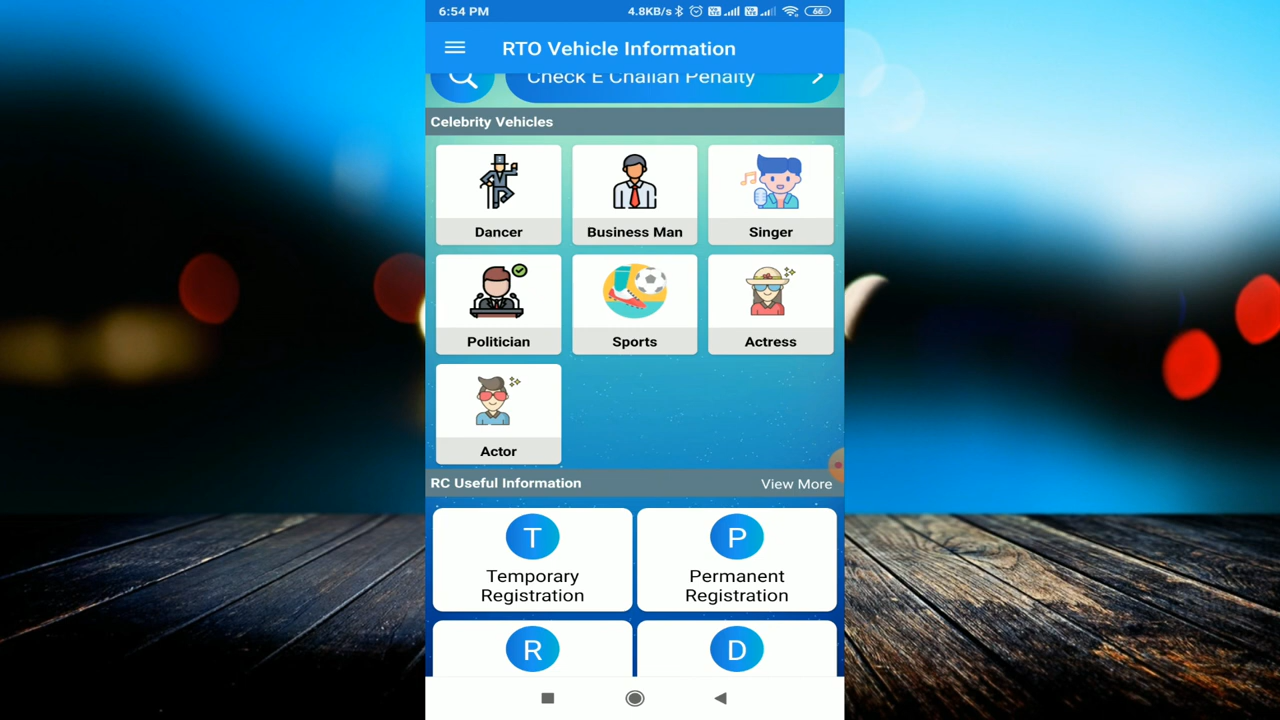 6:54 PM 4.8KB/s 66
RTO Vehicle Information
Check E Challan Penalty
Celebrity Vehicles
Dancer Business Man Singer
Politician Sports Actress
Actor
RC Useful Information View More
T P
Temporary Permanent
Registration Registration
R D